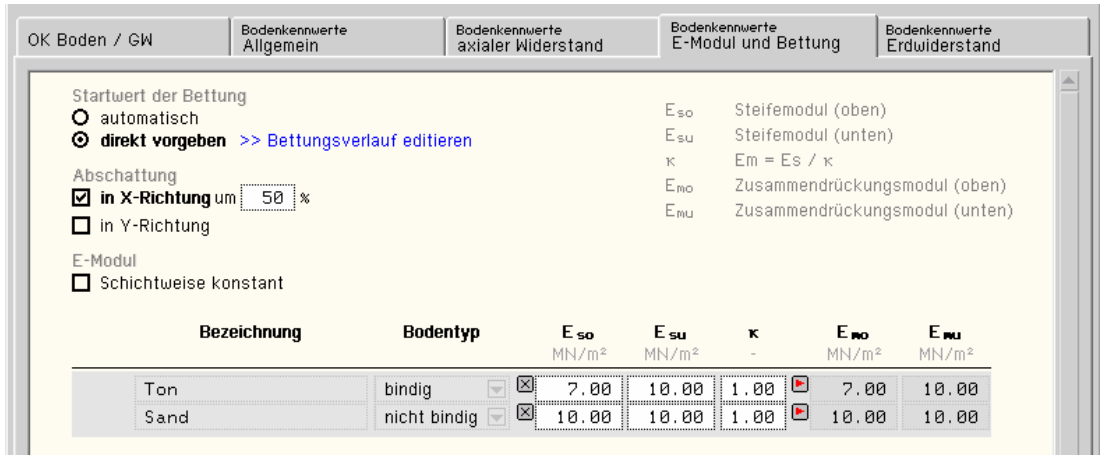 OK Boden / GW
Bodenkennwerte
Allgemein
Bodenkennwerte
axialer Widerstand
Bodenkennwerte
E-Modul und Bettung
Bodenkennwerte
Erdwiderstand
Startwert der Bettung
automatisch
direkt vorgeben >> Bettungsverlauf editieren
Abschattung
in X-Richtung um 50 %
in Y-Richtung
E-Modul
Schichtweise konstant
Eso Steifemodul (oben)
Esu Steifemodul (unten)
κ Em = Es / κ
Emo Zusammendrückungsmodul (oben)
Emu Zusammendrückungsmodul (unten)
Bezeichnung Bodentyp Eso Esu κ Emo Emu
MN/m² MN/m² - MN/m² MN/m²
Ton bindig 7.00 10.00 1.00 7.00 10.00
Sand nicht bindig 10.00 10.00 1.00 10.00 10.00